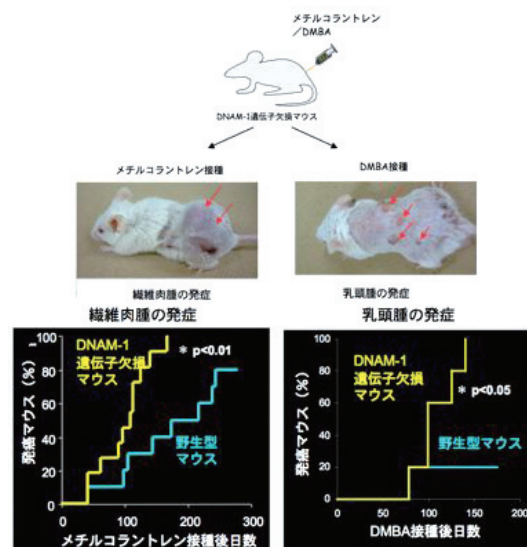 メチルコラントレン
／DMBA
DNAM-1遺伝子欠損マウス
メチルコラントレン接種
DMBA接種
繊維肉腫の発症
乳頭腫の発症
繊維肉腫の発症
乳頭腫の発症
発癌マウス（%）
100
80
60
40
20
0
DNAM-1
遺伝子欠損
マウス
* p<0.01
野生型
マウス
0
100
200
300
メチルコラントレン接種後日数
発癌マウス（%）
100
80
60
40
20
0
DNAM-1
遺伝子欠損
マウス
* p<0.05
野生型マウス
0
100
200
DMBA接種後日数